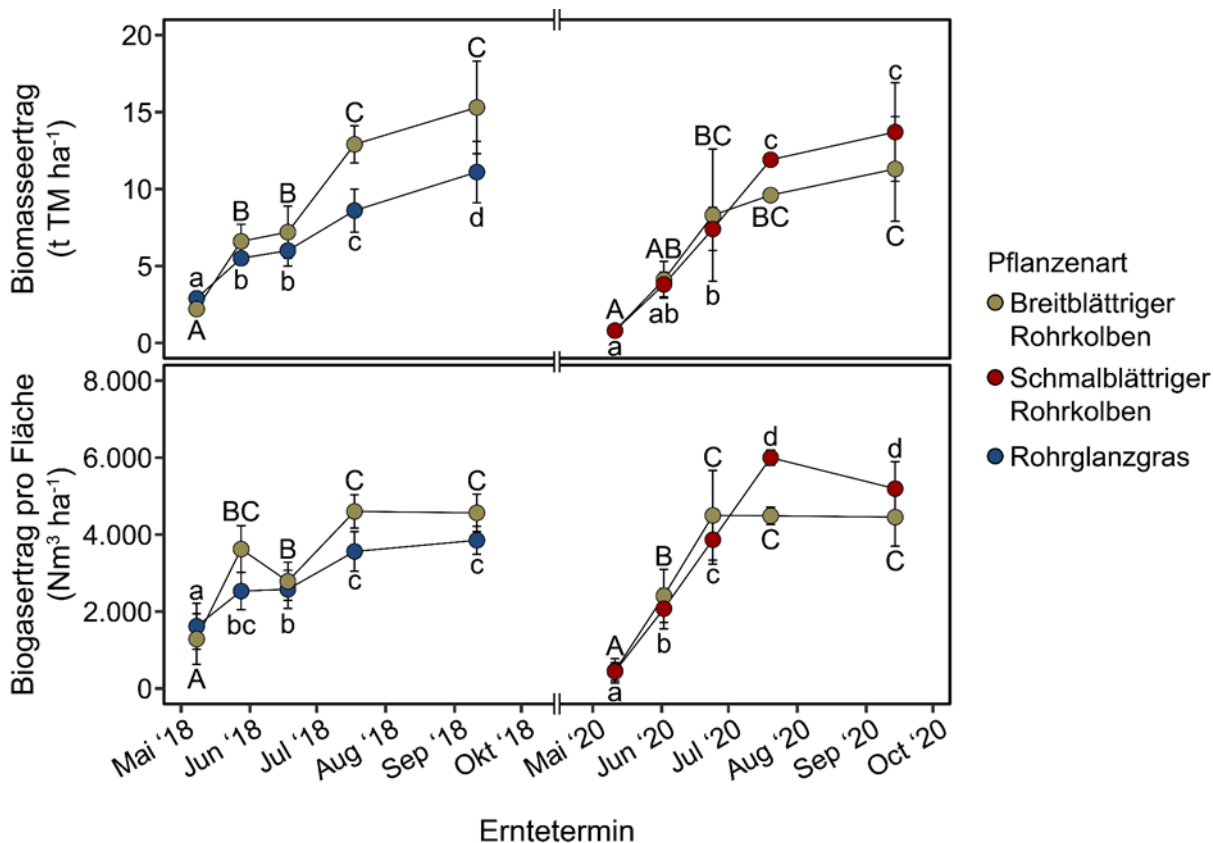 Biomasseertrag
(t TM ha⁻¹)
20
15
10
5
0
a
A
B
b
B
b
C
c
C
d
A
a
AB
ab
BC
b
c
BC
c
C
Biogasertrag pro Fläche
(Nm³ ha⁻¹)
8.000
6.000
4.000
2.000
0
a
A
BC
bc
B
b
C
c
C
c
A
a
B
b
C
c
d
C
d
C
Mai ‘18
Jun ‘18
Jul ‘18
Aug ‘18
Sep ‘18
Okt ‘18
Mai ‘20
Jun ‘20
Jul ‘20
Aug ‘20
Sep ‘20
Oct ‘20
Erntetermin
Pflanzenart
Breitblättriger
Rohrkolben
Schmalblättriger
Rohrkolben
Rohrglanzgras